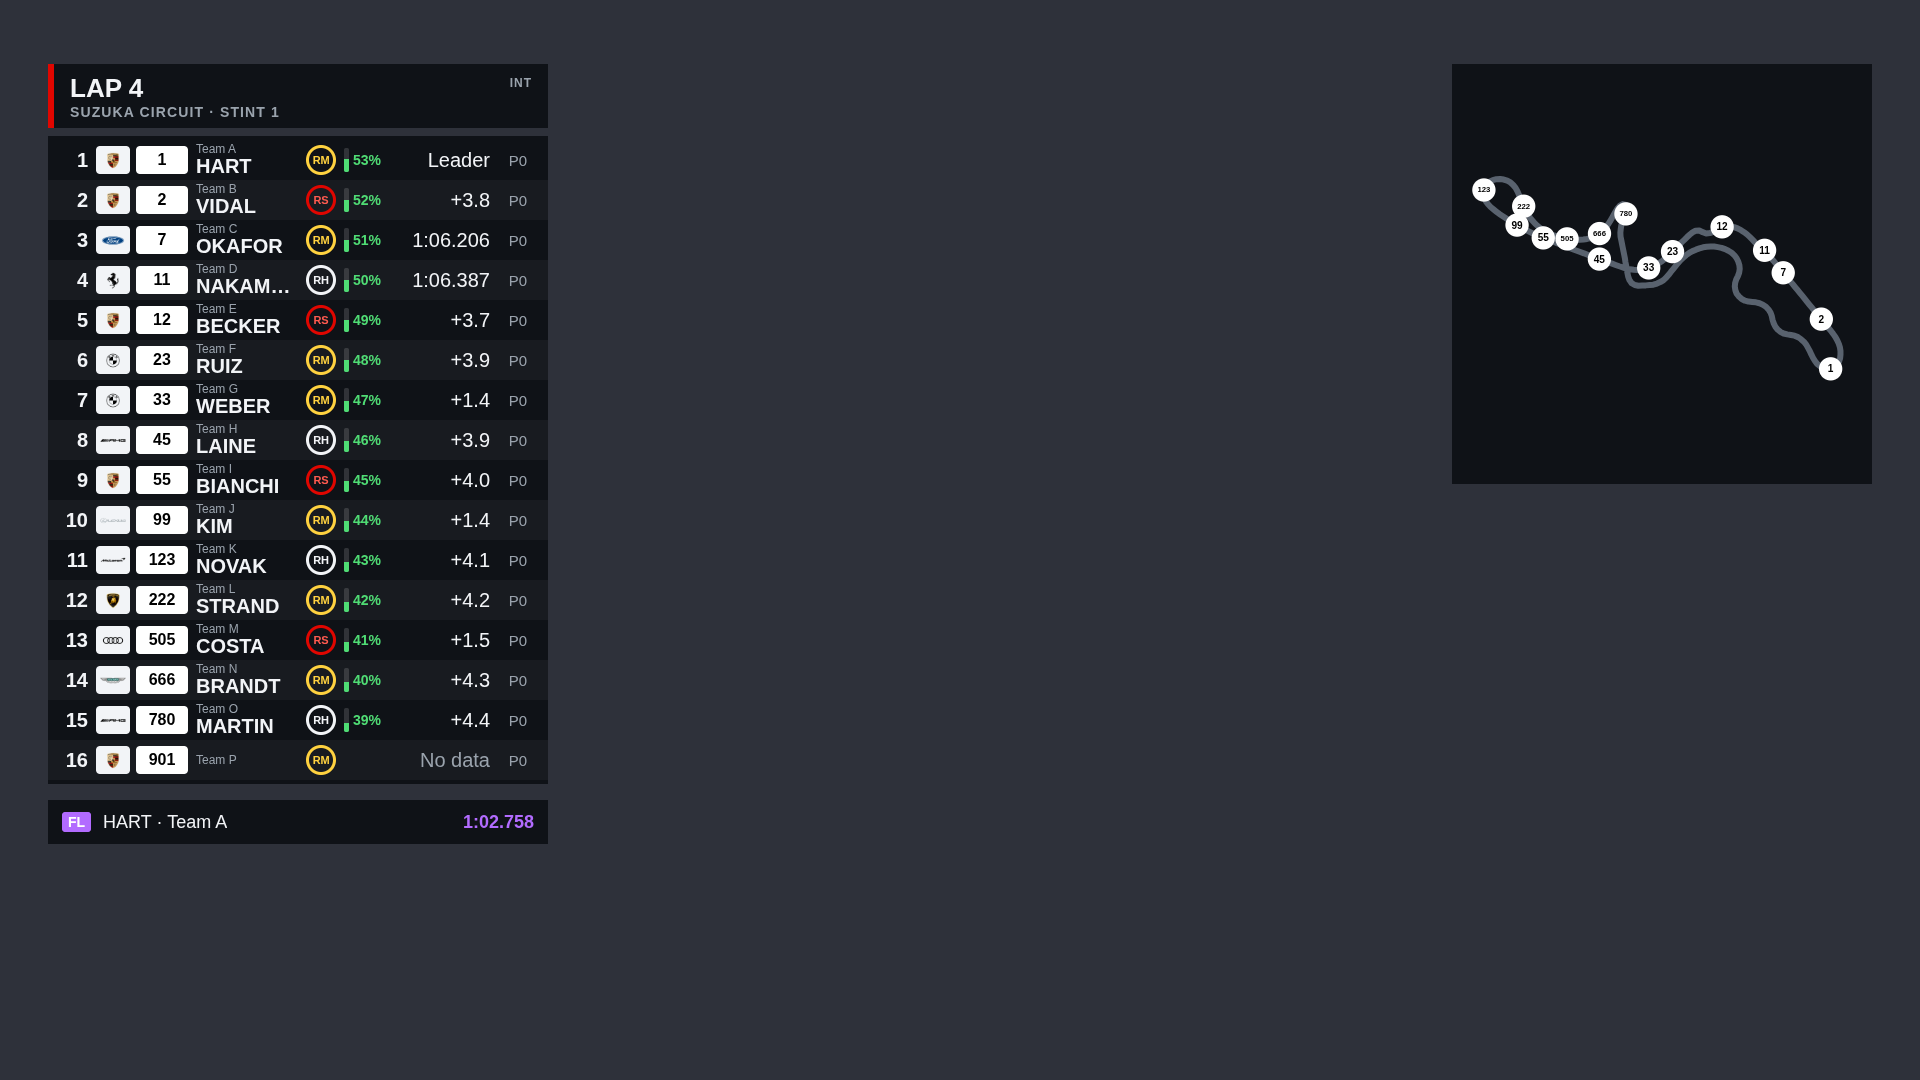 LAP 4
INT
SUZUKA CIRCUIT · STINT 1
1 1 Team A HART RM 53% Leader P0
2 2 Team B VIDAL RS 52% +3.8 P0
3 7 Team C OKAFOR RM 51% 1:06.206 P0
4 11 Team D NAKAM… RH 50% 1:06.387 P0
5 12 Team E BECKER RS 49% +3.7 P0
6 23 Team F RUIZ RM 48% +3.9 P0
7 33 Team G WEBER RM 47% +1.4 P0
8 45 Team H LAINE RH 46% +3.9 P0
9 55 Team I BIANCHI RS 45% +4.0 P0
10 99 Team J KIM RM 44% +1.4 P0
11 123 Team K NOVAK RH 43% +4.1 P0
12 222 Team L STRAND RM 42% +4.2 P0
13 505 Team M COSTA RS 41% +1.5 P0
14 666 Team N BRANDT RM 40% +4.3 P0
15 780 Team O MARTIN RH 39% +4.4 P0
16 901 Team P RM No data P0
FL HART · Team A 1:02.758
123
222
780
99
12
666
55
505
11
23
45
33
7
2
1